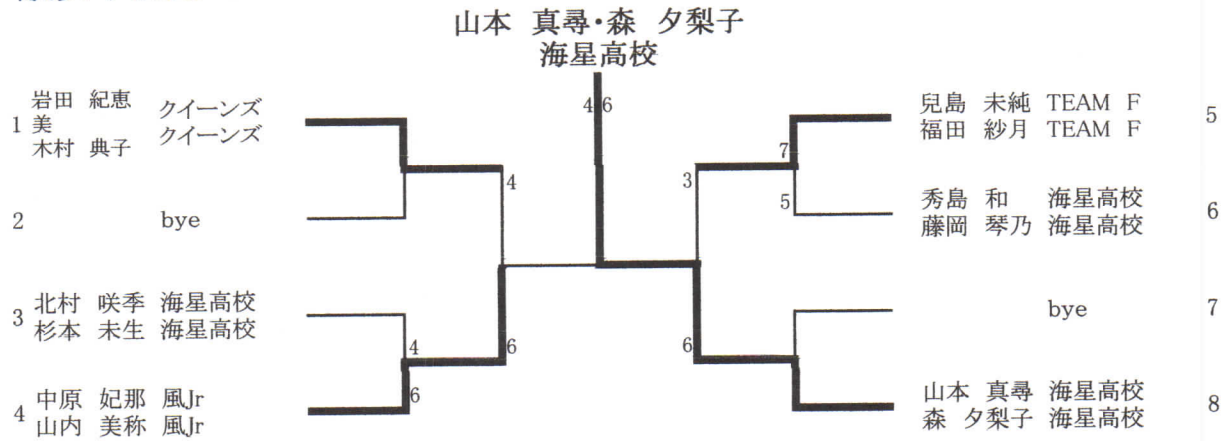 山本 真尋・森 夕梨子
海星高校
4 6
1 岩田 紀恵美 クイーンズ
木村 典子 クイーンズ
4
2 bye
3 北村 咲季 海星高校
杉本 未生 海星高校
4
6
6
4 中原 妃那 風Jr
山内 美称 風Jr
兒島 未純 TEAM F 5
福田 紗月 TEAM F
7
3
5
秀島 和 海星高校 6
藤岡 琴乃 海星高校
bye 7
6
山本 真尋 海星高校 8
森 夕梨子 海星高校